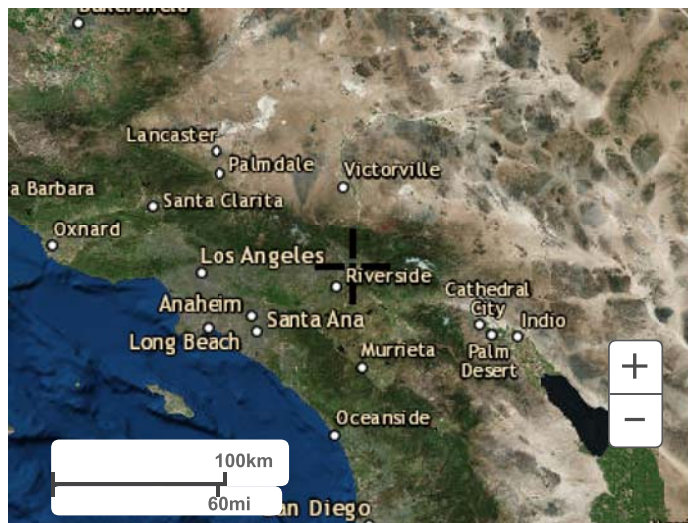 Bakersfield
Lancaster
Palmdale
Victorville
a Barbara
Santa Clarita
Oxnard
Los Angeles
Riverside
Cathedral
City
Anaheim
Santa Ana
Indio
Long Beach
Murrieta
Palm
Desert
+
−
Oceanside
100km
60mi
an Diego